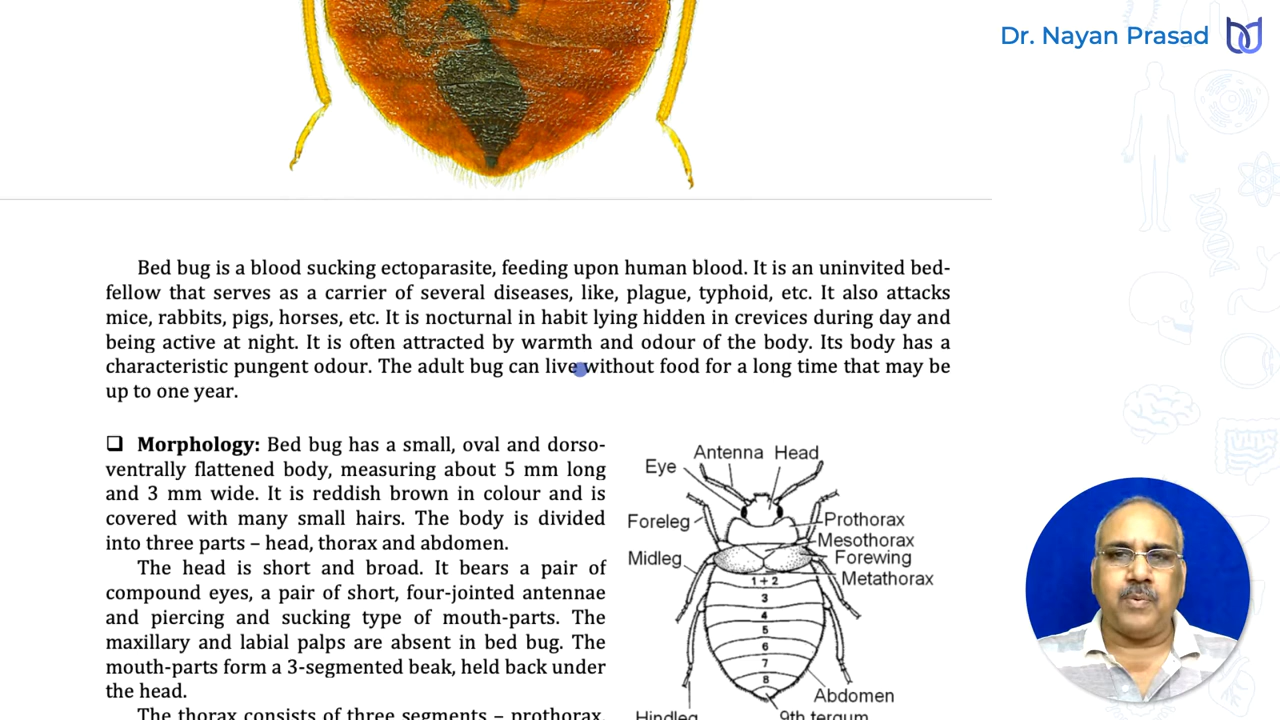 Dr. Nayan Prasad
Bed bug is a blood sucking ectoparasite, feeding upon human blood. It is an uninvited bed-
fellow that serves as a carrier of several diseases, like, plague, typhoid, etc. It also attacks
mice, rabbits, pigs, horses, etc. It is nocturnal in habit lying hidden in crevices during day and
being active at night. It is often attracted by warmth and odour of the body. Its body has a
characteristic pungent odour. The adult bug can live without food for a long time that may be
up to one year.
❑ Morphology: Bed bug has a small, oval and dorso-
ventrally flattened body, measuring about 5 mm long
and 3 mm wide. It is reddish brown in colour and is
covered with many small hairs. The body is divided
into three parts – head, thorax and abdomen.
The head is short and broad. It bears a pair of
compound eyes, a pair of short, four-jointed antennae
and piercing and sucking type of mouth-parts. The
maxillary and labial palps are absent in bed bug. The
mouth-parts form a 3-segmented beak, held back under
the head.
The thorax consists of three segments – prothorax,
Antenna Head
Eye
Foreleg
Prothorax
Mesothorax
Midleg
Forewing
Metathorax
1+2
3
4
5
6
7
8
Abdomen
Hindleg
9th tergum